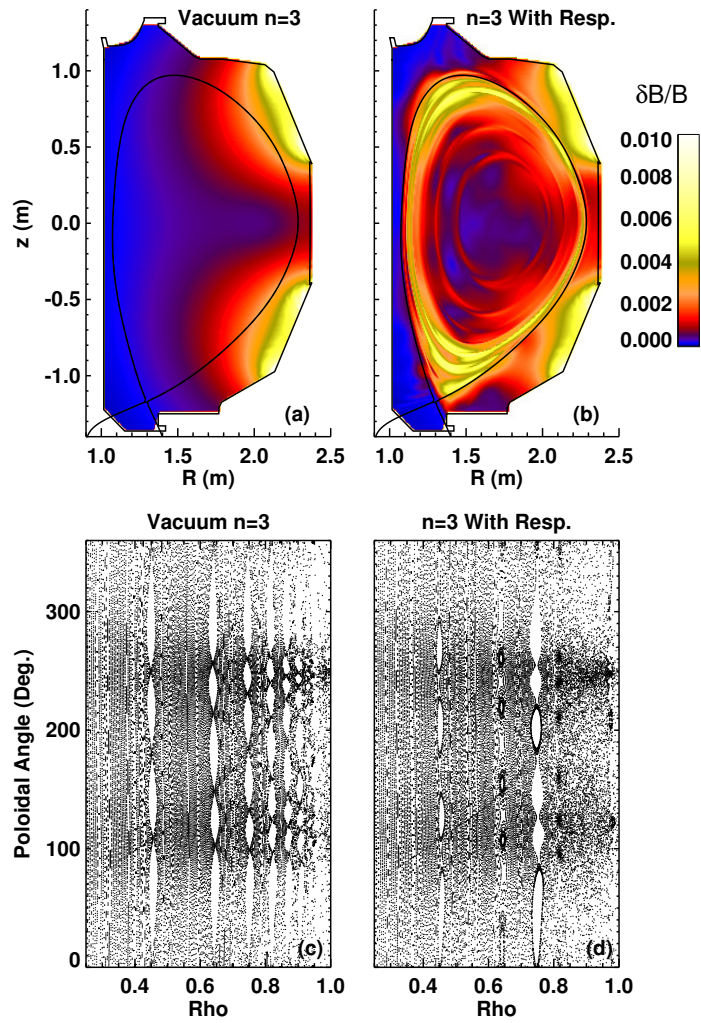 Vacuum n=3
n=3 With Resp.
δB/B
z (m)
1.0
0.5
0.0
-0.5
-1.0
(a)
(b)
0.010
0.008
0.006
0.004
0.002
0.000
1.0 1.5 2.0 2.5
R (m)
1.0 1.5 2.0 2.5
R (m)
Vacuum n=3
n=3 With Resp.
Poloidal Angle (Deg.)
300
200
100
0
(c)
(d)
0.4 0.6 0.8 1.0
Rho
0.4 0.6 0.8 1.0
Rho